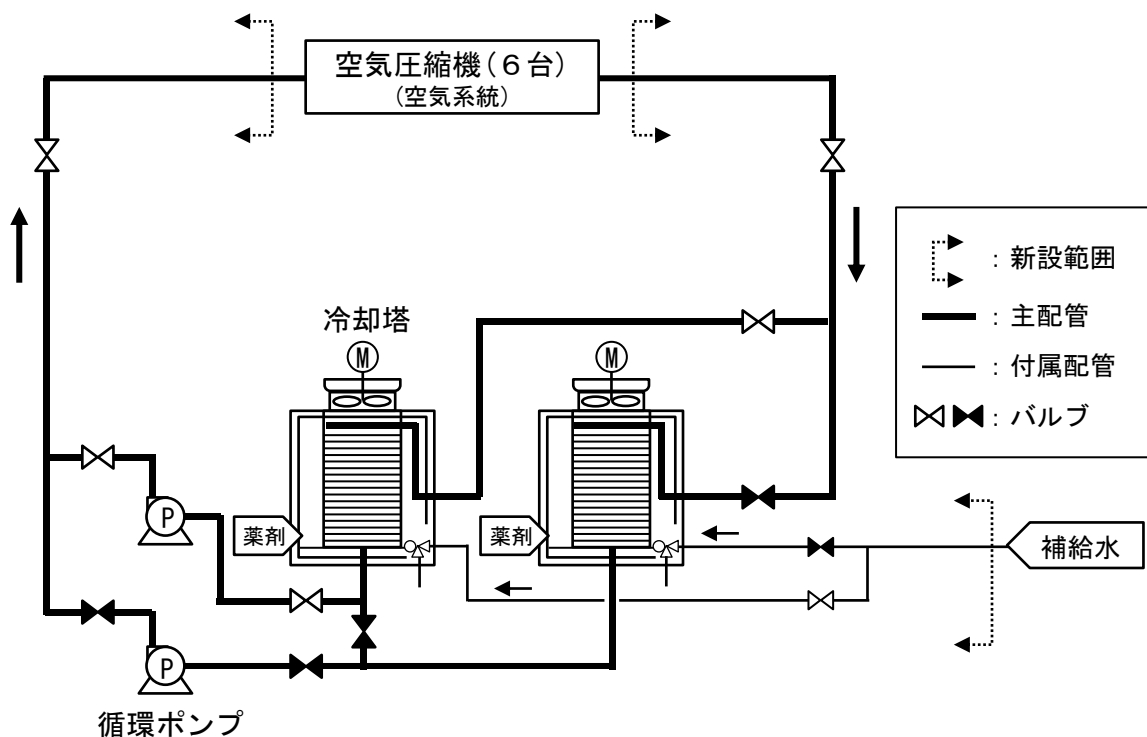 空気圧縮機(６台)
(空気系統)
: 新設範囲
: 主配管
: 付属配管
: バルブ
冷却塔
M
M
P
薬剤
薬剤
補給水
P
循環ポンプ